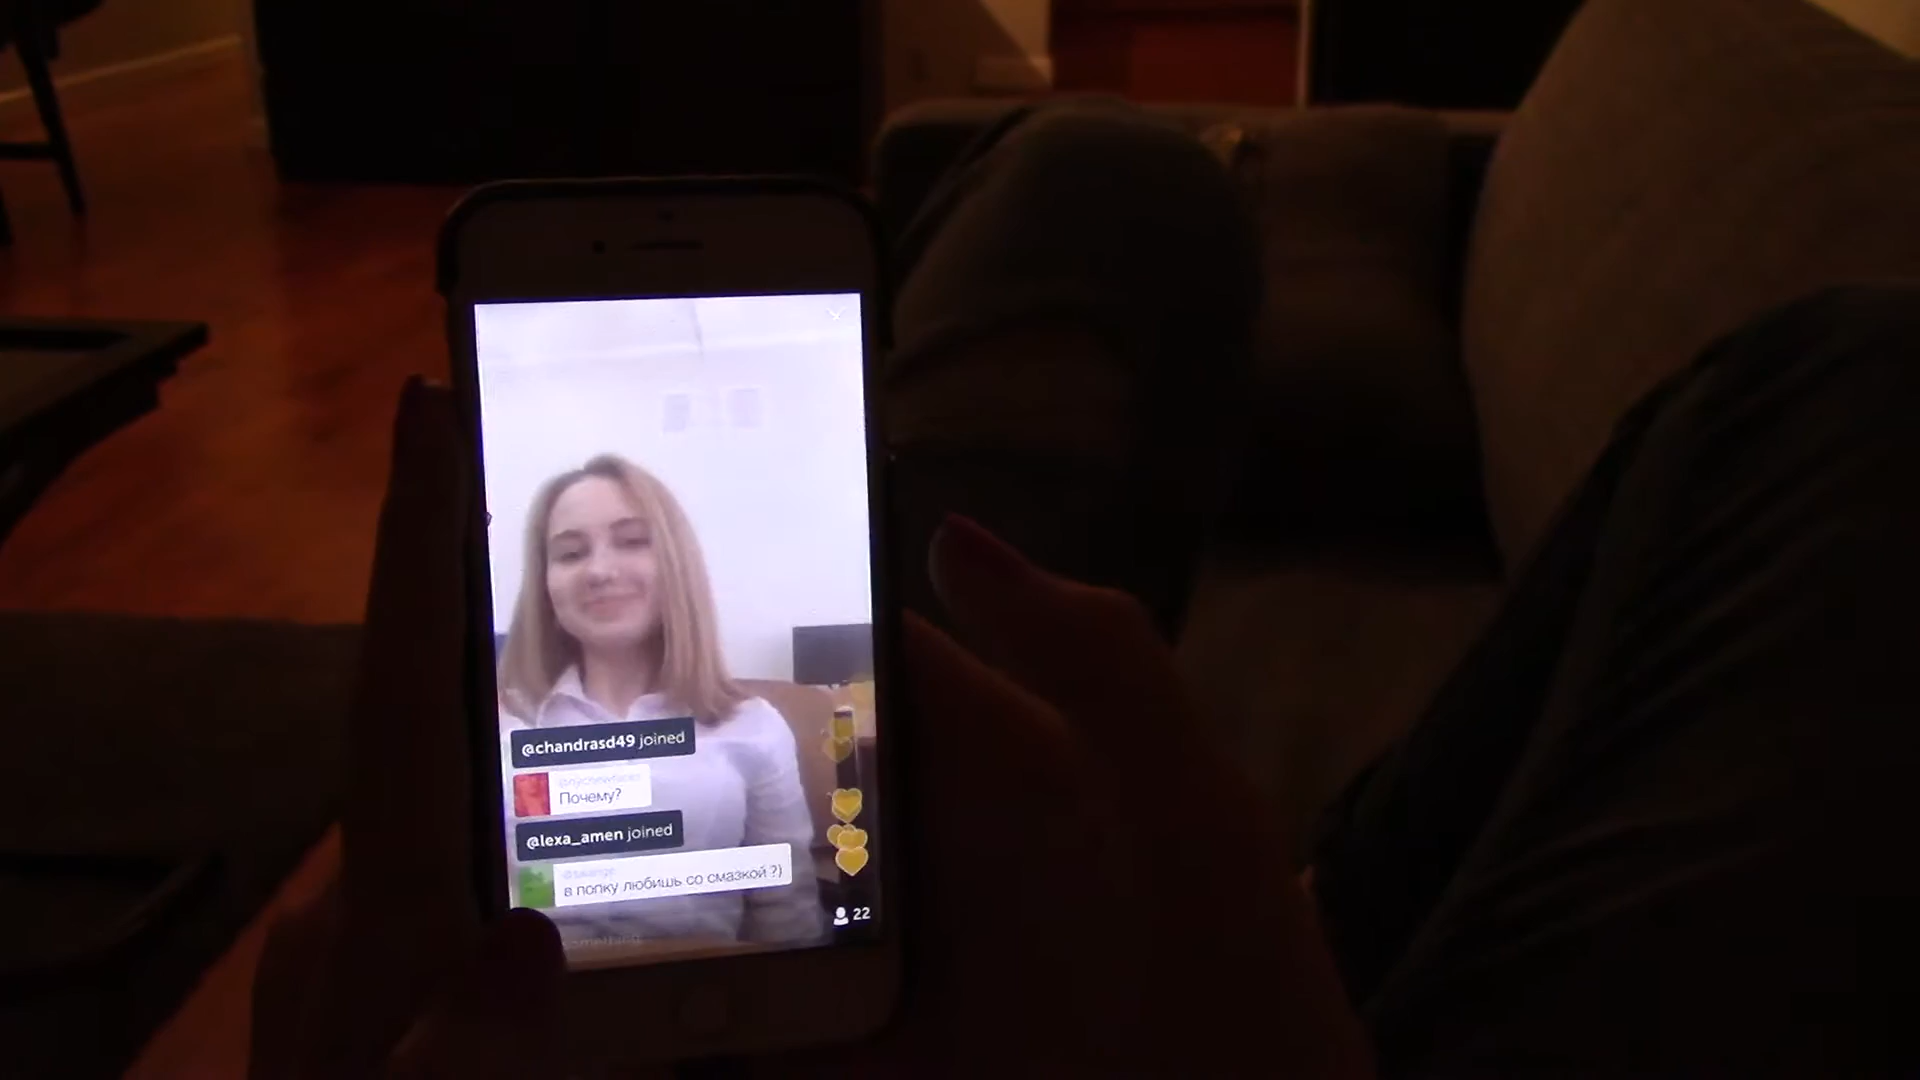 @chandrasd49 joined
Почему?
@lexa_amen joined
в попку любишь со смазкой ?)
22